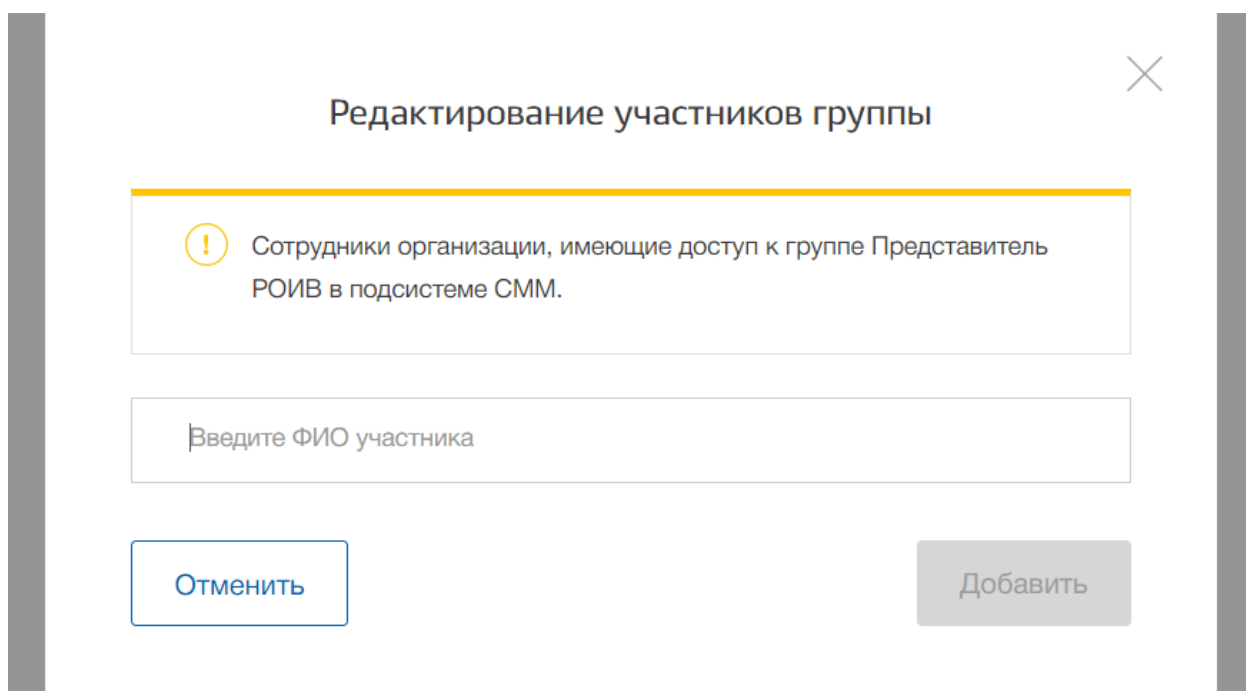 Редактирование участников группы
! Сотрудники организации, имеющие доступ к группе Представитель
РОИВ в подсистеме СММ.
Введите ФИО участника
Отменить
Добавить